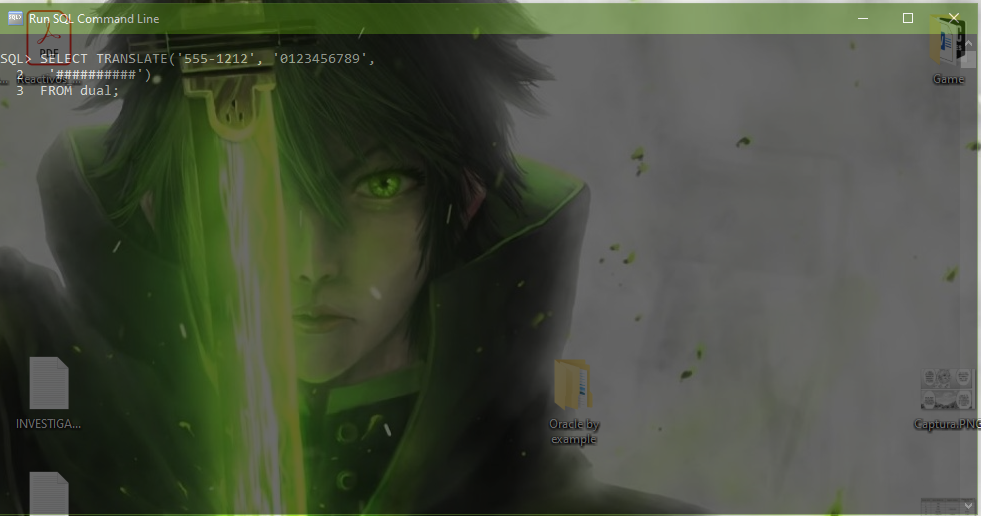 Run SQL Command Line
SQL> SELECT TRANSLATE('555-1212', '0123456789',
2 '##########')
3 FROM dual;
PDF
Reactivos...
Game
INVESTIGA...
Oracle by
example
Captura.PNG